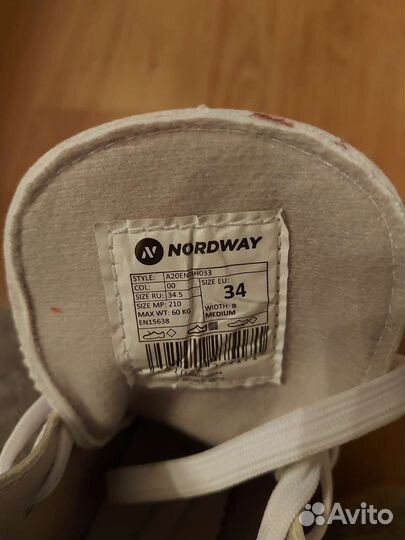 NORDWAY
STYLE: A20ENDIH033
COL: 00
SIZE RU: 34.5
SIZE MP: 210
MAX WT: 60 KG
EN15638
SIZE EU:
34
WIDTH: B
MEDIUM
Avito